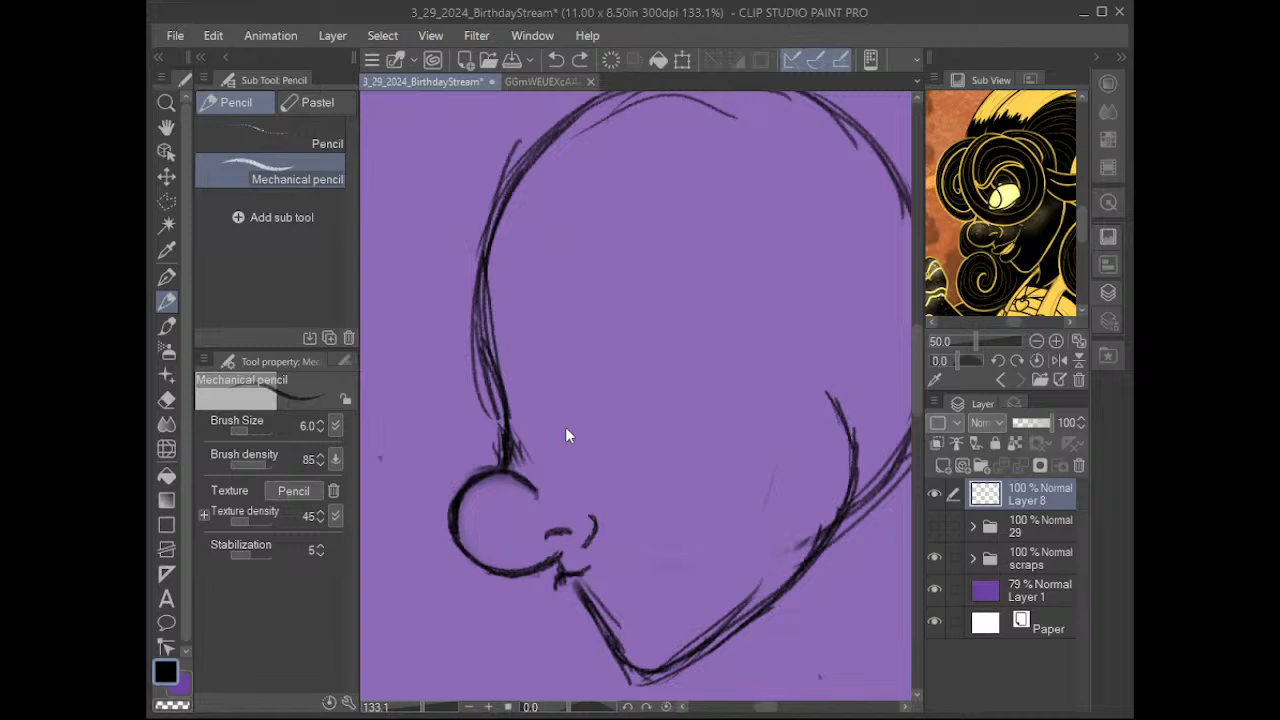 3_29_2024_BirthdayStream* (11.00 x 8.50in 300dpi 133.1%) - CLIP STUDIO PAINT PRO
File Edit Animation Layer Select View Filter Window Help
Sub Tool: Pencil
3_29_2024_BirthdayStream*
Sub View
Pencil Pastel
Pencil
Mechanical pencil
Add sub tool
Tool property: Mec
Mechanical pencil
Brush Size 6.0
Brush density 85
Texture Pencil
Texture density 45
Stabilization 5
133.1 0.0
50.0
0.0
Layer
Norm 100
100 % Normal
Layer 8
100 % Normal
29
100 % Normal
scraps
79 % Normal
Layer 1
Paper